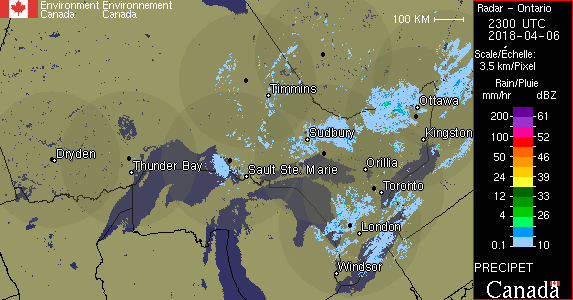 Environment Environnement
Canada Canada
100 KM
Timmins
Ottawa
Sudbury
Kingston
Dryden
Thunder Bay
Sault Ste. Marie
Orillia
Toronto
London
Windsor
Radar - Ontario
2300 UTC
2018-04-06
Scale/Échelle:
3.5 km/Pixel
Rain/Pluie
mm/hr dBZ
200 61
100 52
50 46
24 39
12 33
4 26
0.1 10
PRECIPET
Canada